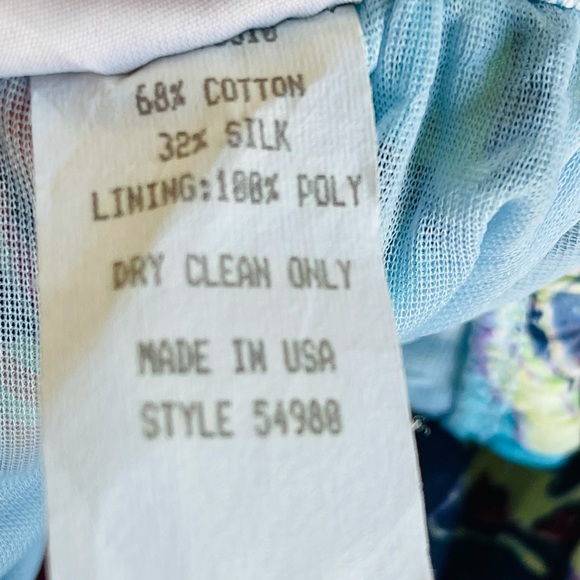 68% COTTON
32% SILK
LINING:100% POLY
DRY CLEAN ONLY
MADE IN USA
STYLE 54980